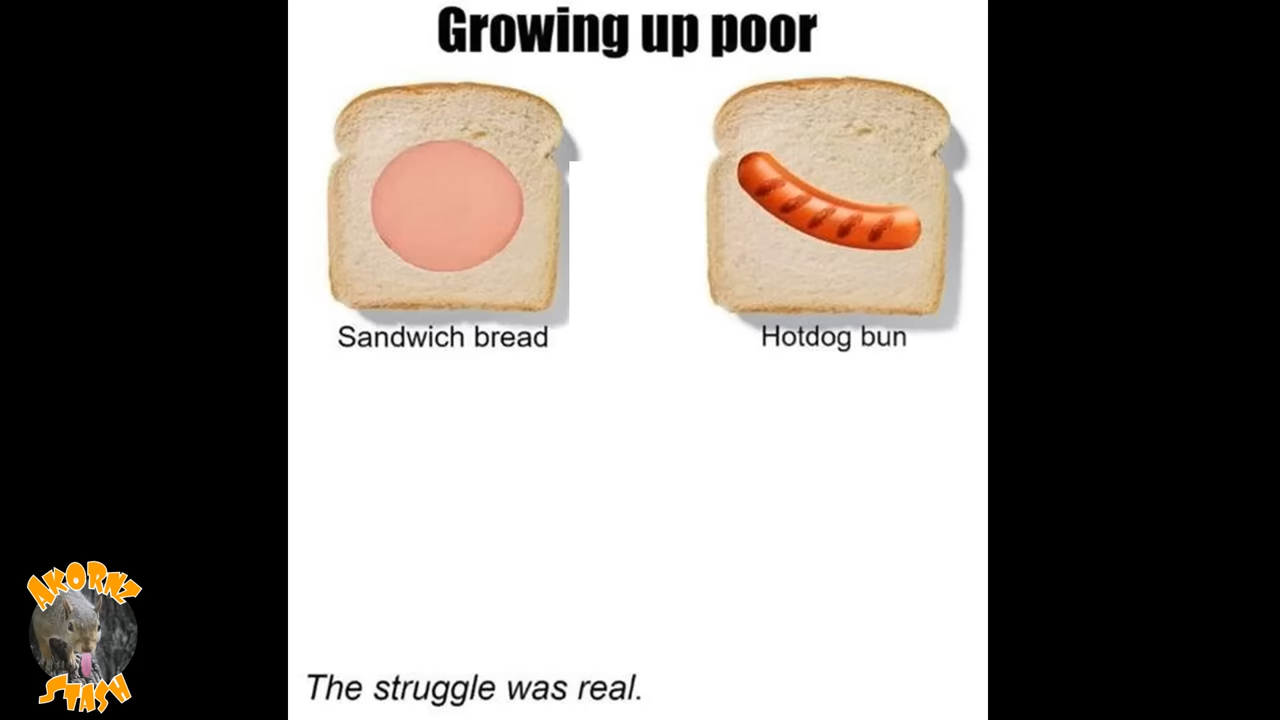 Growing up poor
Sandwich bread
Hotdog bun
The struggle was real.
AKORNZ
STASH